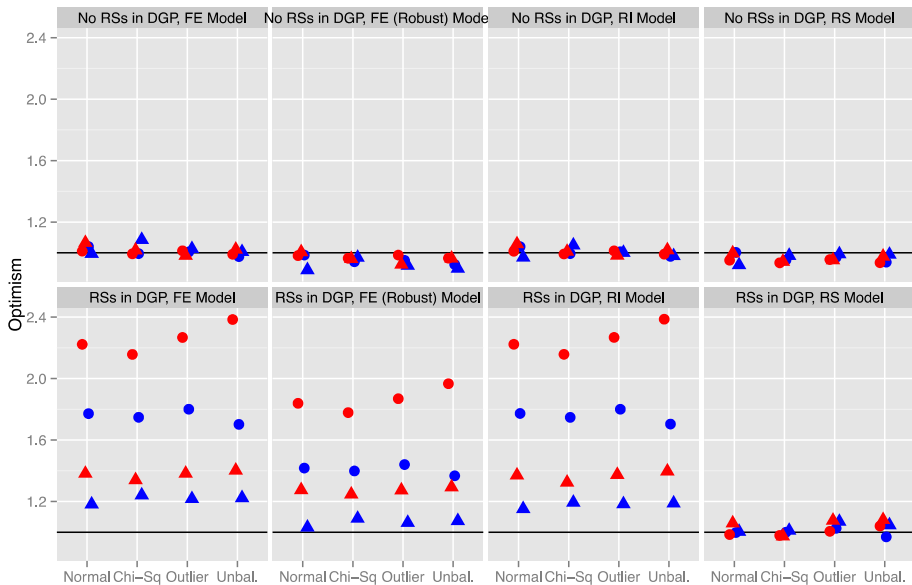 No RSs in DGP, FE Model
No RSs in DGP, FE (Robust) Mode
No RSs in DGP, RI Model
No RSs in DGP, RS Model
2.4
2.0
1.6
1.2
Optimism
RSs in DGP, FE Model
RSs in DGP, FE (Robust) Model
RSs in DGP, RI Model
RSs in DGP, RS Model
2.4
2.0
1.6
1.2
Normal Chi−Sq Outlier Unbal. Normal Chi−Sq Outlier Unbal. Normal Chi−Sq Outlier Unbal. Normal Chi−Sq Outlier Unbal.